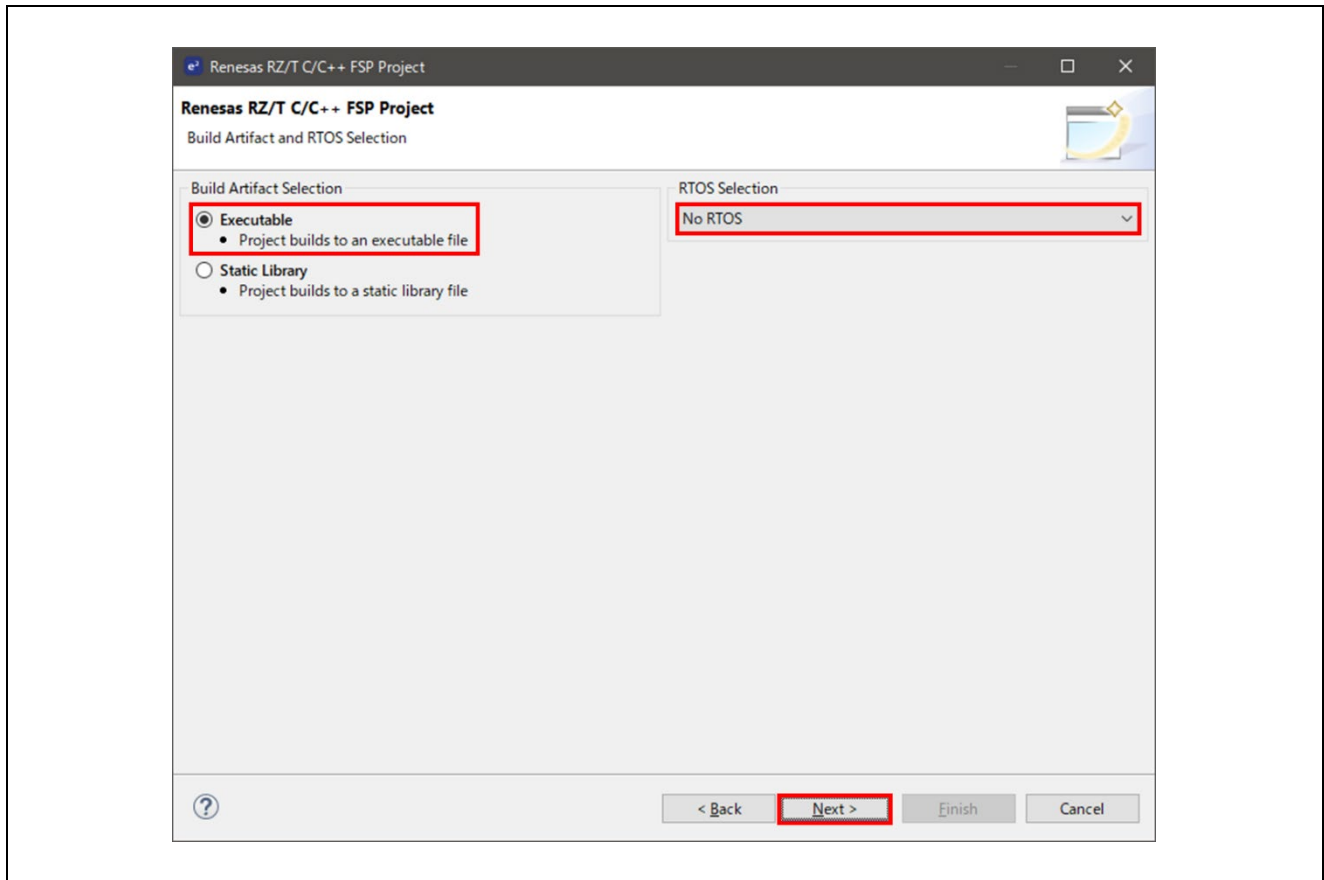 e² Renesas RZ/T C/C++ FSP Project
Renesas RZ/T C/C++ FSP Project
Build Artifact and RTOS Selection
Build Artifact Selection
Executable
• Project builds to an executable file
Static Library
• Project builds to a static library file
RTOS Selection
No RTOS
?
< Back
Next >
Finish
Cancel